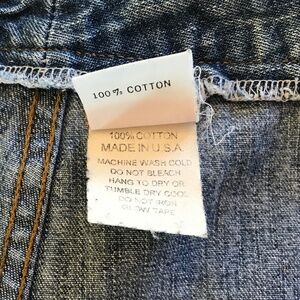 100% COTTON
100% COTTON
MADE IN U.S.A.
MACHINE WASH COLD
DO NOT BLEACH
HANG TO DRY OR
TUMBLE DRY COOL
DO NOT IRON
TAPE